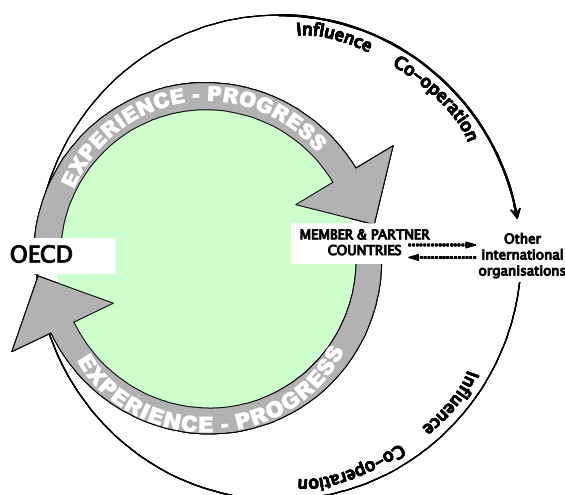 Influence
Co-operation
EXPERIENCE - PROGRESS
OECD
MEMBER & PARTNER
COUNTRIES
Other
international
organisations
EXPERIENCE - PROGRESS
Influence
Co-operation